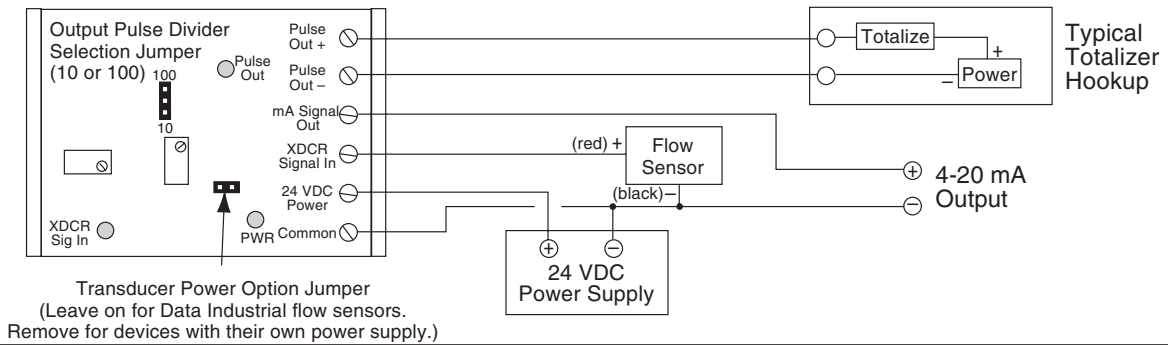 Output Pulse Divider
Selection Jumper
(10 or 100)
100
10
Pulse
Out
Pulse
Out +
Pulse
Out –
mA Signal
Out
XDCR
Signal In
24 VDC
Power
Common
XDCR
Sig In
PWR
Transducer Power Option Jumper
(Leave on for Data Industrial flow sensors.
Remove for devices with their own power supply.)
(red) +
Flow
Sensor
(black) –
+
–
24 VDC
Power Supply
Totalize
+
–
Power
Typical
Totalizer
Hookup
+
–
4-20 mA
Output